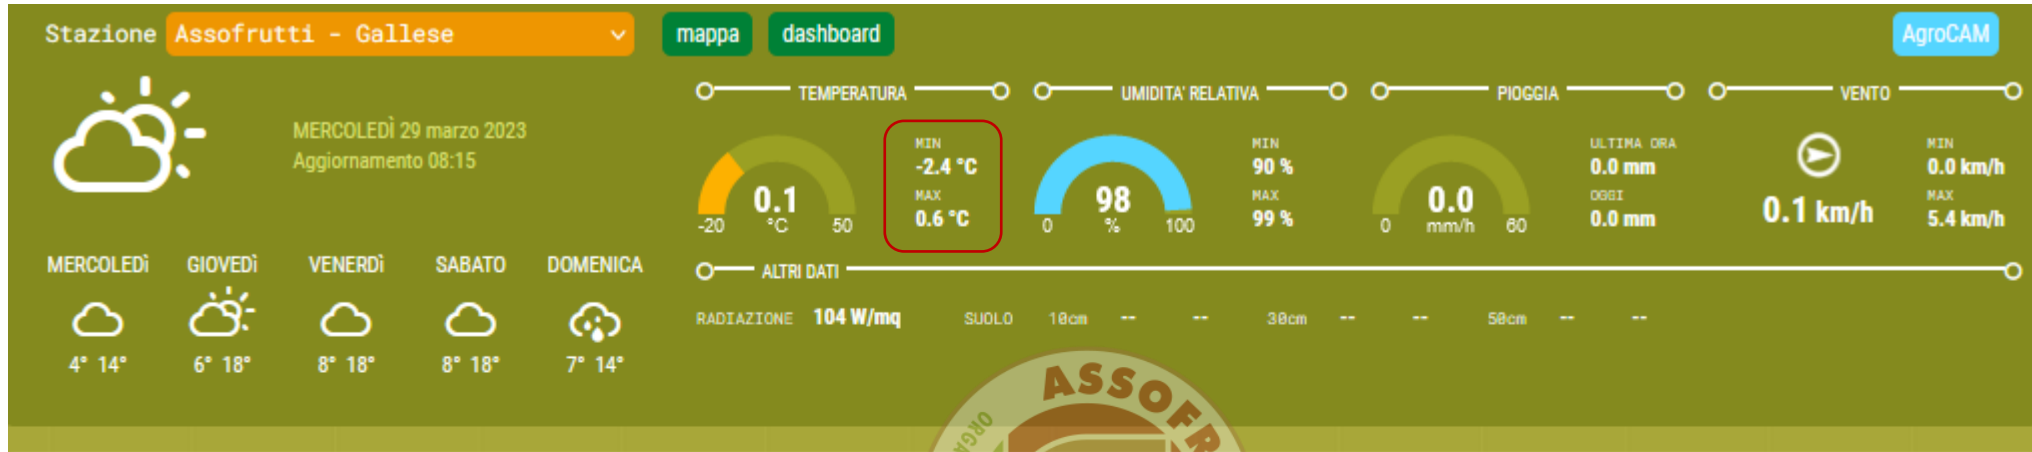 Stazione Assofrutti - Gallese mappa dashboard AgroCAM
MERCOLEDÌ 29 marzo 2023
Aggiornamento 08:15
TEMPERATURA
0.1
°C
-20 50
MIN
-2.4 °C
MAX
0.6 °C
UMIDITA' RELATIVA
98
%
0 100
MIN
90 %
MAX
99 %
PIOGGIA
0.0
mm/h
0 60
ULTIMA ORA
0.0 mm
OGGI
0.0 mm
VENTO
0.1 km/h
MIN
0.0 km/h
MAX
5.4 km/h
MERCOLEDì GIOVEDì VENERDì SABATO DOMENICA
4° 14° 6° 18° 8° 18° 8° 18° 7° 14°
ALTRI DATI
RADIAZIONE 104 W/mq SUOLO 10cm -- -- 30cm -- -- 50cm -- --
ASSOFR
ORG